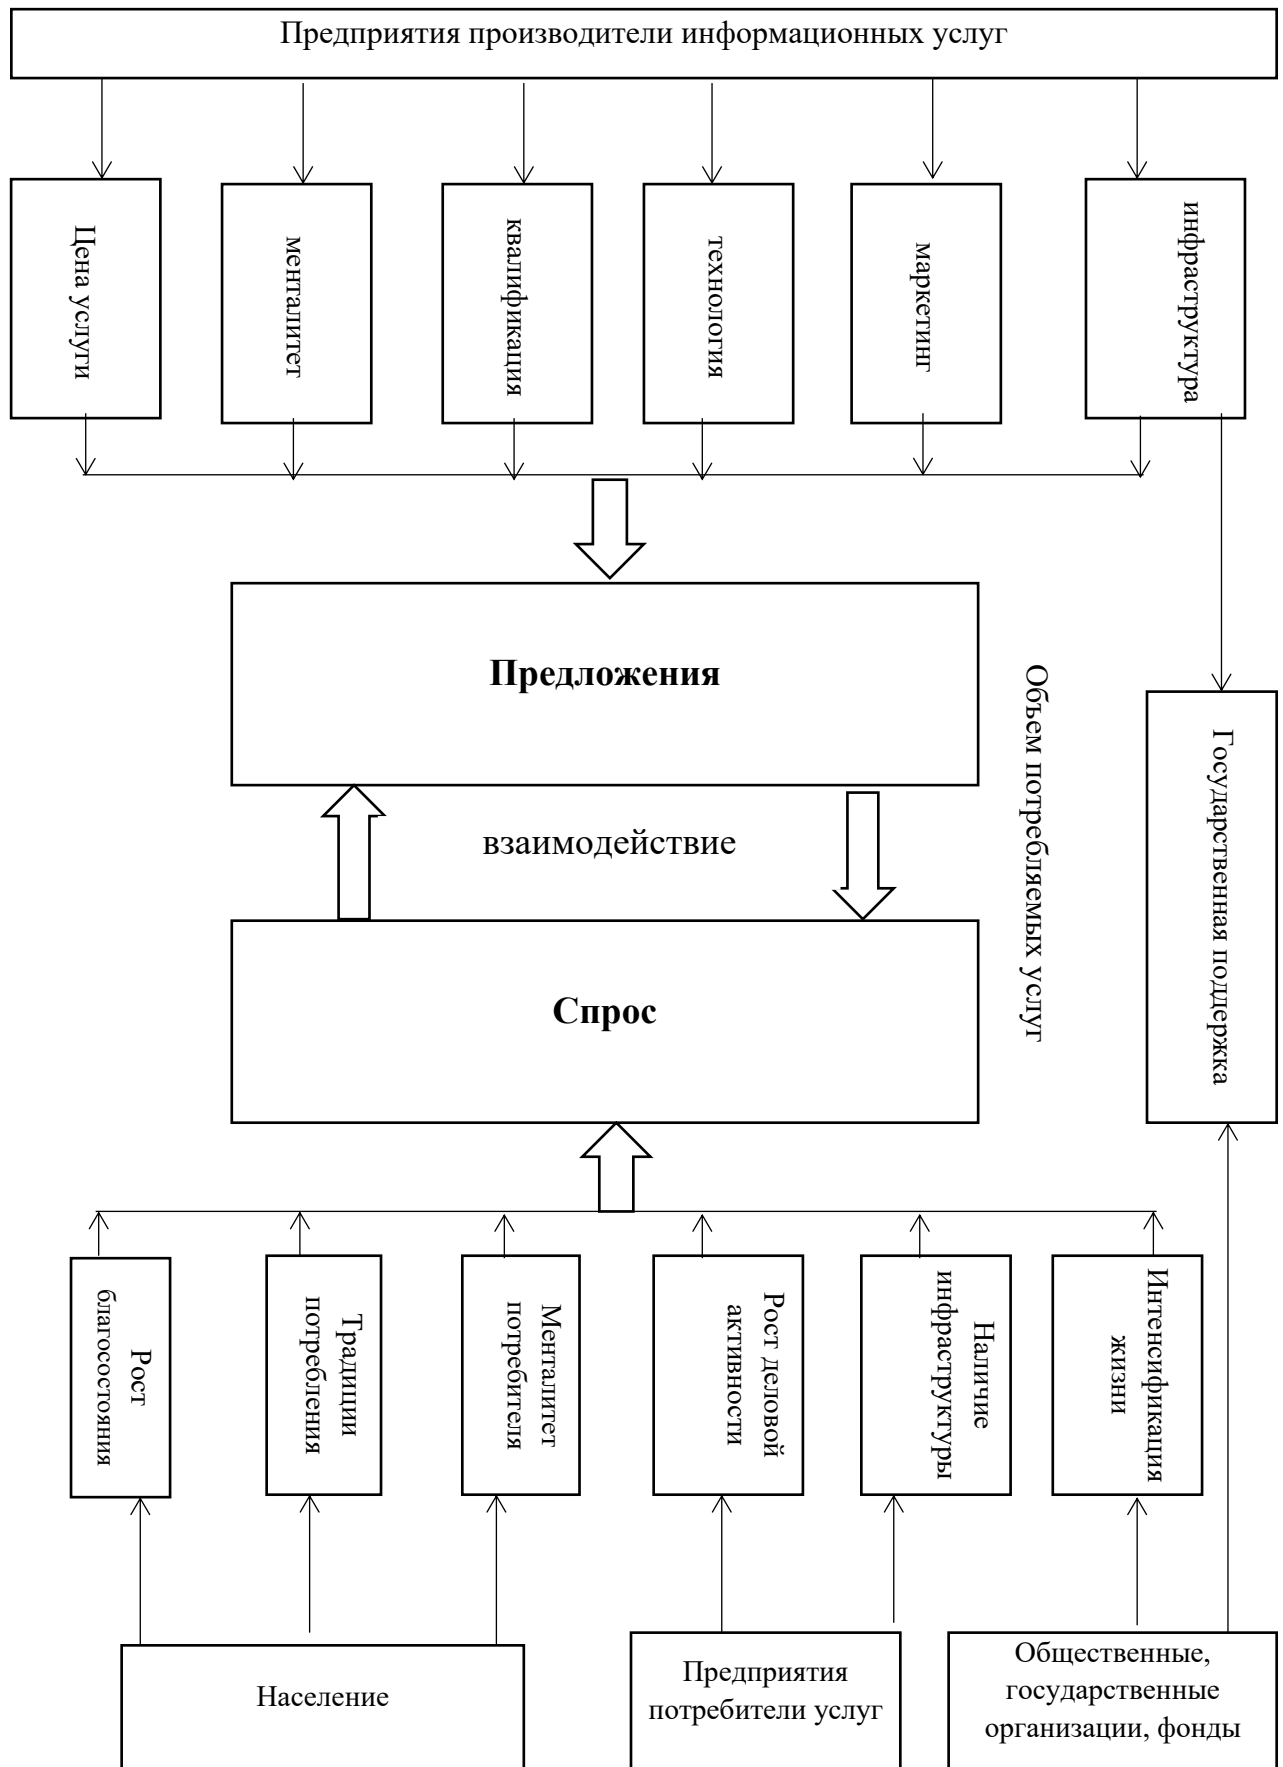 Предприятия производители информационных услуг
Цена услуги
менталитет
квалификация
технология
маркетинг
инфраструктура
Предложения
взаимодействие
Объем потребляемых услуг
Государственная поддержка
Спрос
Рост
благосостояния
Традиции
потребления
Менталитет
потребителя
Рост деловой
активности
Наличие
инфраструктуры
Интенсификация
жизни
Население
Предприятия
потребители услуг
Общественные,
государственные
организации, фонды